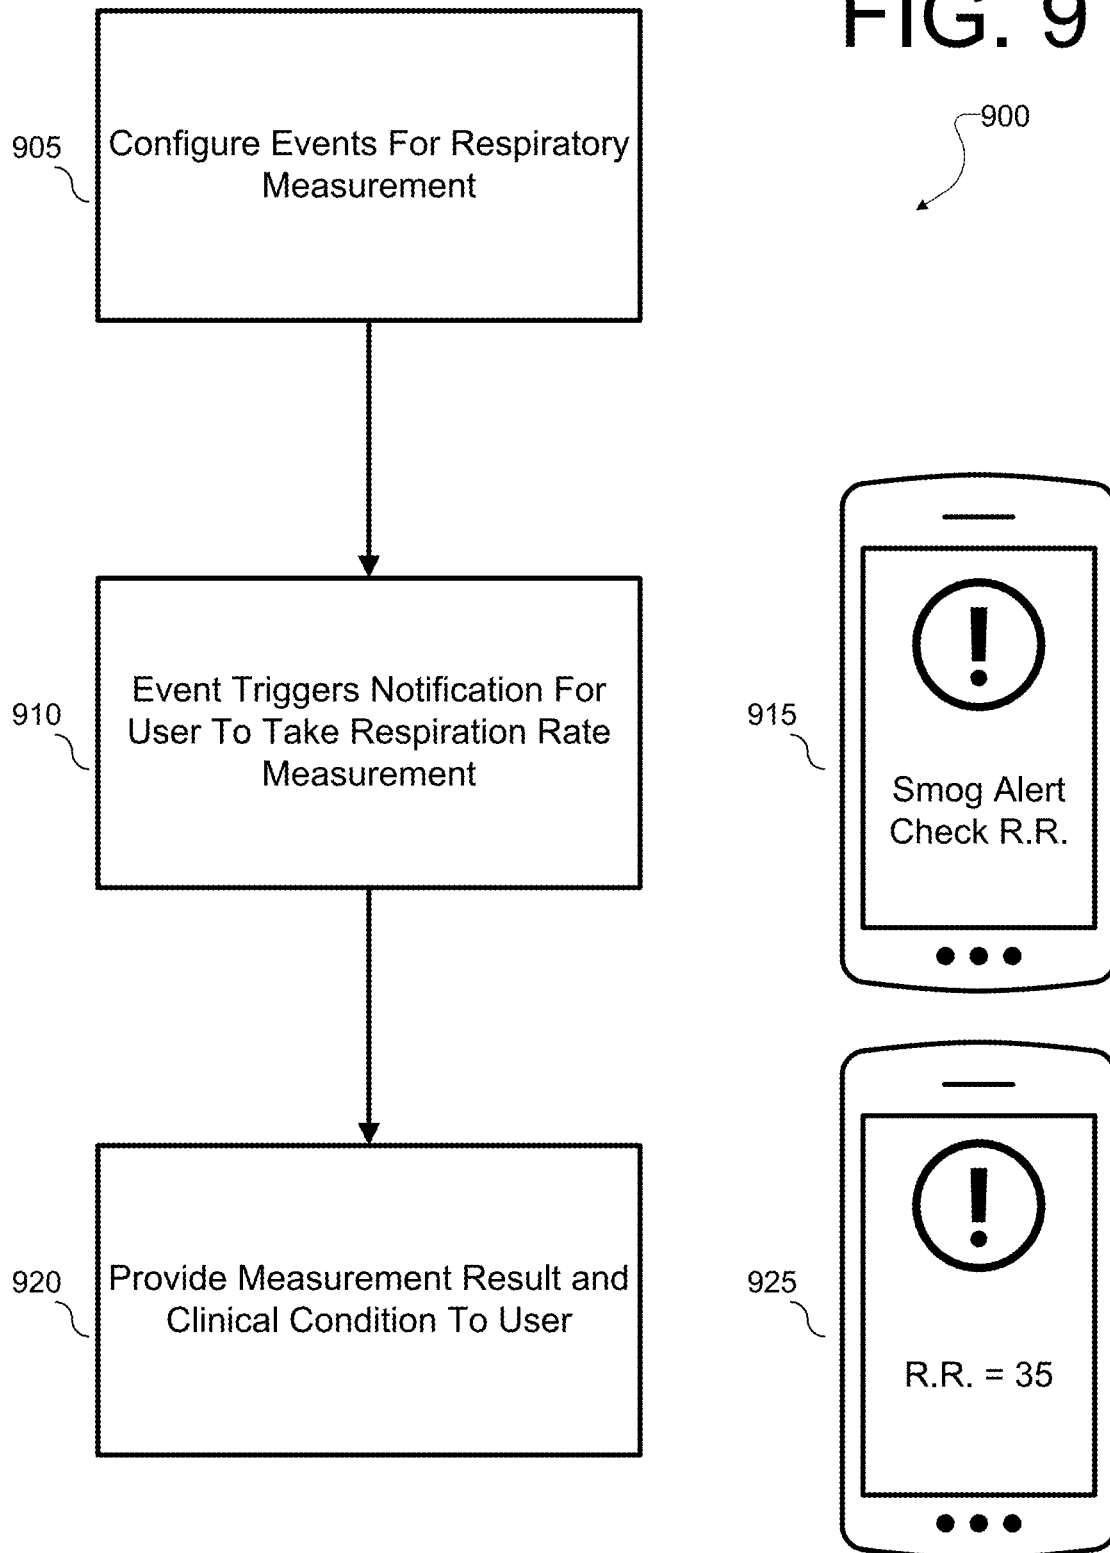 FIG. 9
900
905
Configure Events For Respiratory
Measurement
910
Event Triggers Notification For
User To Take Respiration Rate
Measurement
915
!
Smog Alert
Check R.R.
920
Provide Measurement Result and
Clinical Condition To User
925
!
R.R. = 35